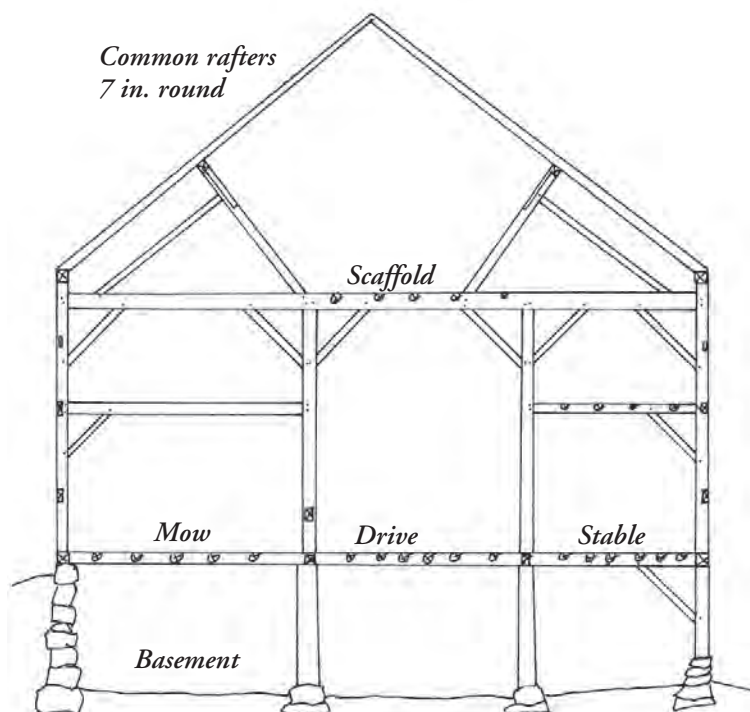 Common rafters
7 in. round
Scaffold
Mow
Drive
Stable
Basement